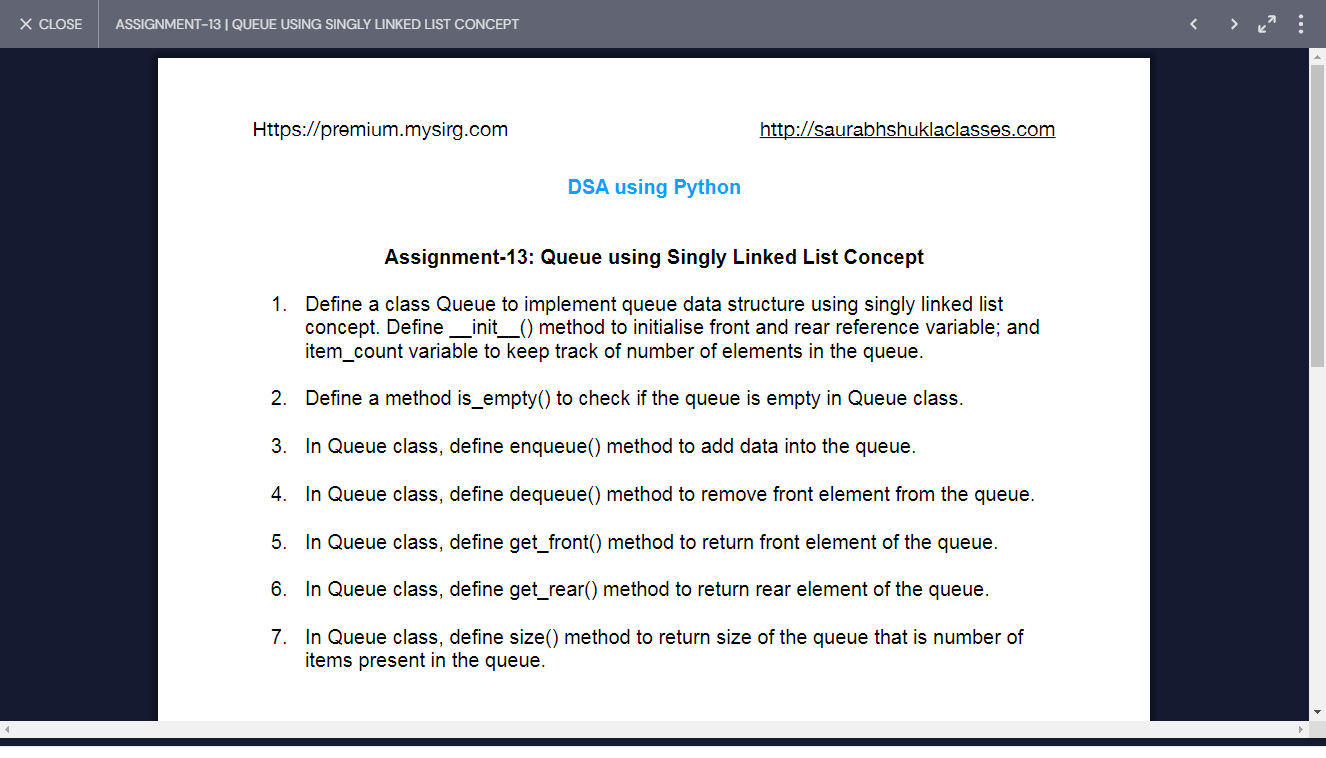 CLOSE
ASSIGNMENT-13 | QUEUE USING SINGLY LINKED LIST CONCEPT
Https://premium.mysirg.com
http://saurabhshuklaclasses.com
DSA using Python
Assignment-13: Queue using Singly Linked List Concept
1. Define a class Queue to implement queue data structure using singly linked list
concept. Define __init__() method to initialise front and rear reference variable; and
item_count variable to keep track of number of elements in the queue.
2. Define a method is_empty() to check if the queue is empty in Queue class.
3. In Queue class, define enqueue() method to add data into the queue.
4. In Queue class, define dequeue() method to remove front element from the queue.
5. In Queue class, define get_front() method to return front element of the queue.
6. In Queue class, define get_rear() method to return rear element of the queue.
7. In Queue class, define size() method to return size of the queue that is number of
items present in the queue.